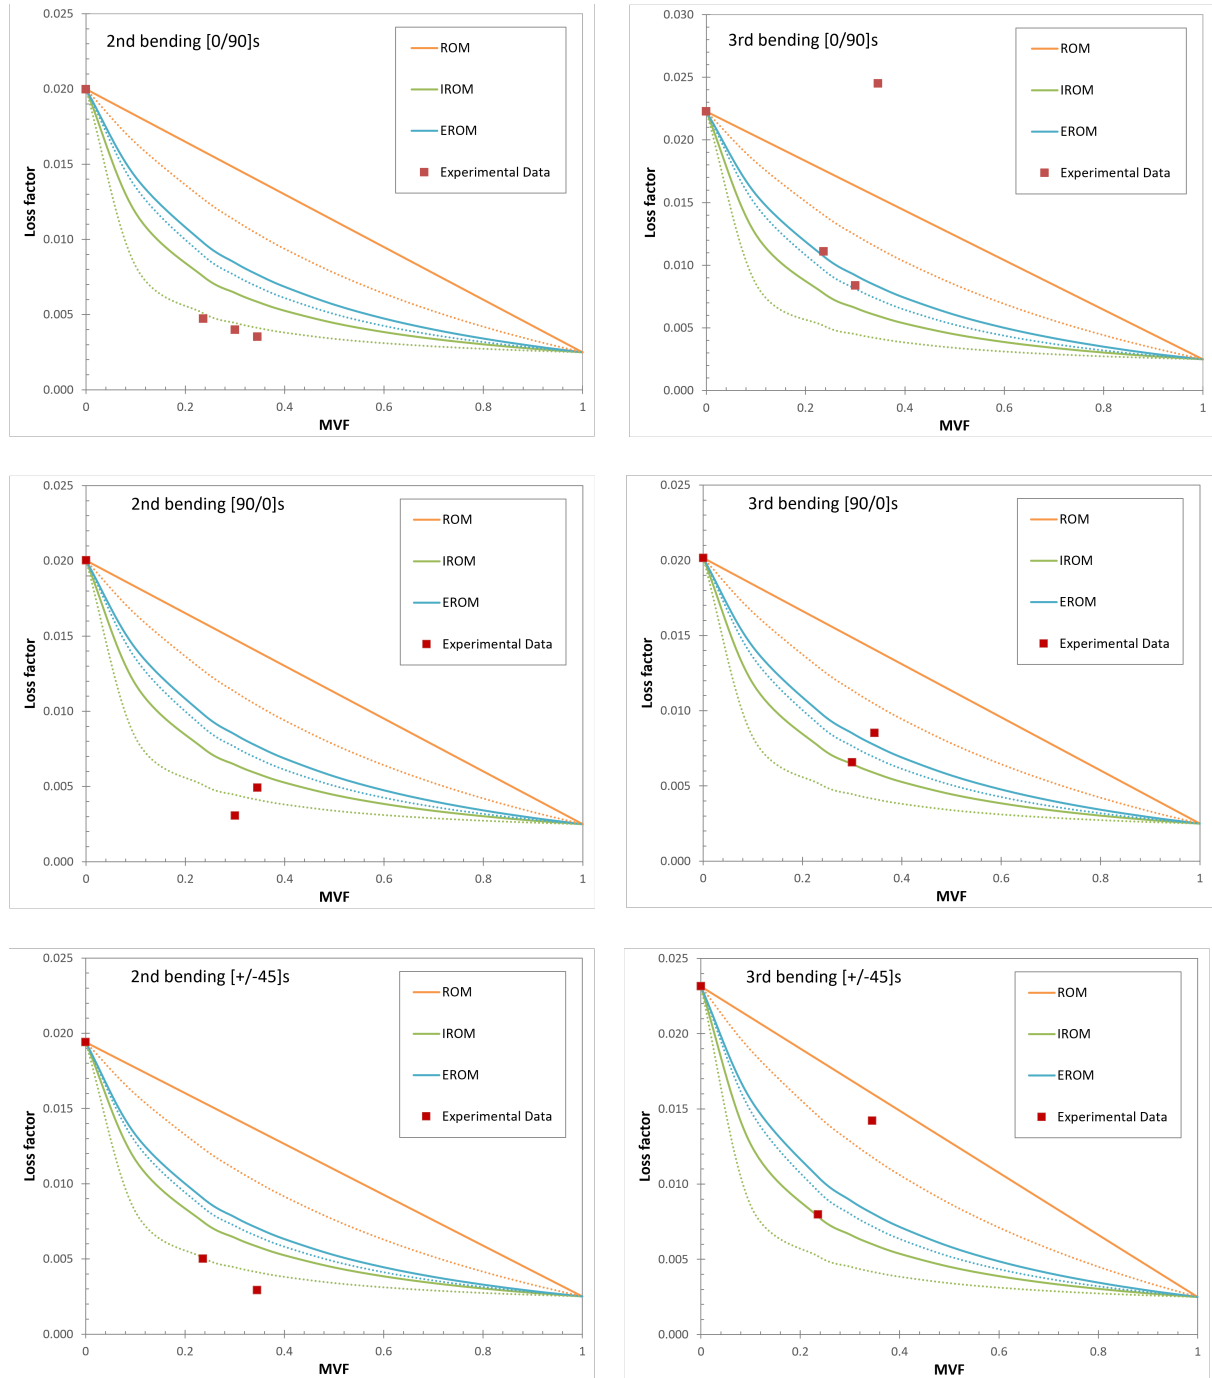 2nd bending [0/90]s
Loss factor
0.025
0.020
0.015
0.010
0.005
0.000
0 0.2 0.4 0.6 0.8 1
MVF
ROM
IROM
EROM
Experimental Data
3rd bending [0/90]s
Loss factor
0.030
0.025
0.020
0.015
0.010
0.005
0.000
0 0.2 0.4 0.6 0.8 1
MVF
ROM
IROM
EROM
Experimental Data
2nd bending [90/0]s
Loss factor
0.025
0.020
0.015
0.010
0.005
0.000
0 0.2 0.4 0.6 0.8 1
MVF
ROM
IROM
EROM
Experimental Data
3rd bending [90/0]s
Loss factor
0.025
0.020
0.015
0.010
0.005
0.000
0 0.2 0.4 0.6 0.8 1
MVF
ROM
IROM
EROM
Experimental Data
2nd bending [+/-45]s
Loss factor
0.025
0.020
0.015
0.010
0.005
0.000
0 0.2 0.4 0.6 0.8 1
MVF
ROM
IROM
EROM
Experimental Data
3rd bending [+/-45]s
Loss factor
0.025
0.020
0.015
0.010
0.005
0.000
0 0.2 0.4 0.6 0.8 1
MVF
ROM
IROM
EROM
Experimental Data